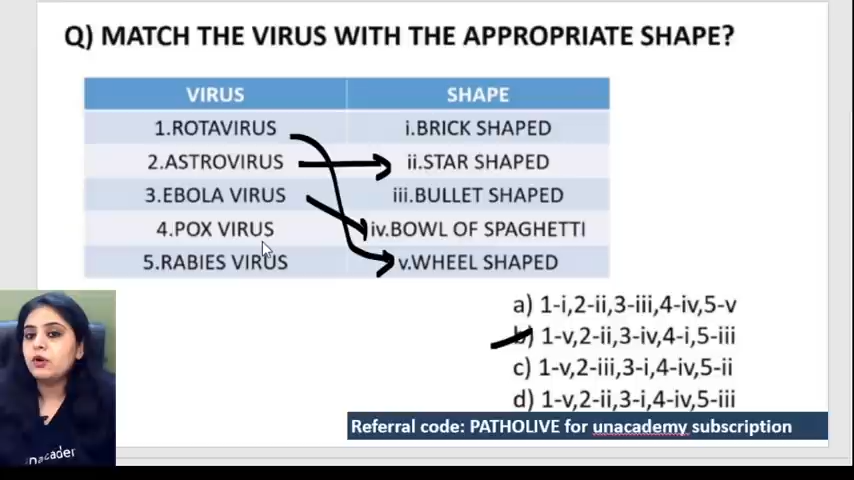 Q) MATCH THE VIRUS WITH THE APPROPRIATE SHAPE?
VIRUS SHAPE
1.ROTAVIRUS i.BRICK SHAPED
2.ASTROVIRUS ii.STAR SHAPED
3.EBOLA VIRUS iii.BULLET SHAPED
4.POX VIRUS iv.BOWL OF SPAGHETTI
5.RABIES VIRUS v.WHEEL SHAPED
a) 1-i,2-ii,3-iii,4-iv,5-v
b) 1-v,2-ii,3-iv,4-i,5-iii
c) 1-v,2-iii,3-i,4-iv,5-ii
d) 1-v,2-ii,3-i,4-iv,5-iii
Referral code: PATHOLIVE for unacademy subscription